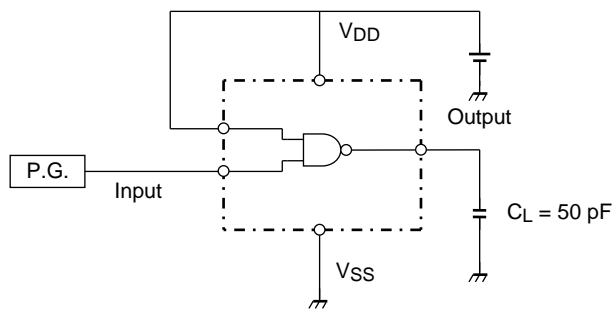 VDD
Output
P.G.
Input
CL = 50 pF
VSS